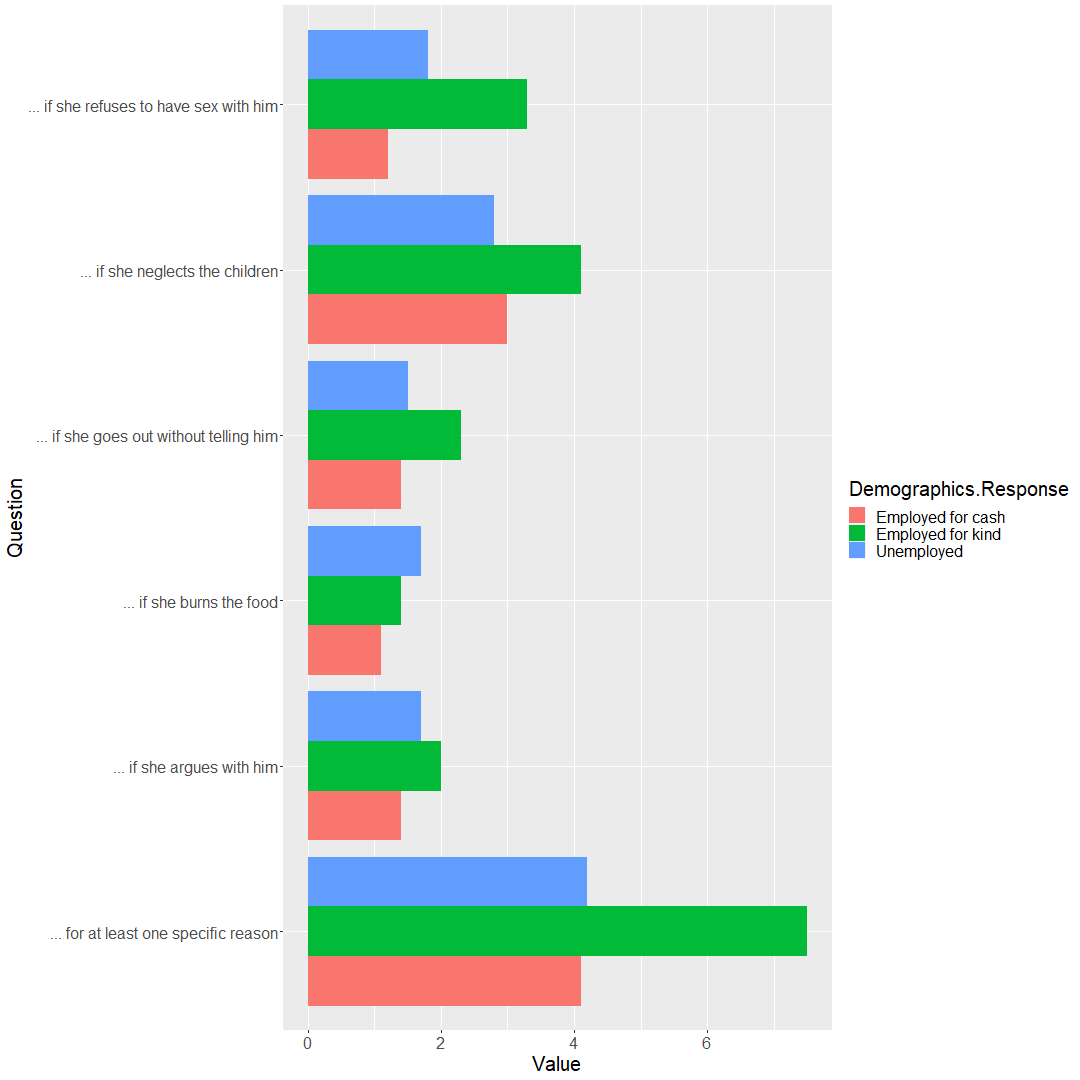 Question
... if she refuses to have sex with him
... if she neglects the children
... if she goes out without telling him
... if she burns the food
... if she argues with him
... for at least one specific reason
0 2 4 6
Value
Demographics.Response
Employed for cash
Employed for kind
Unemployed